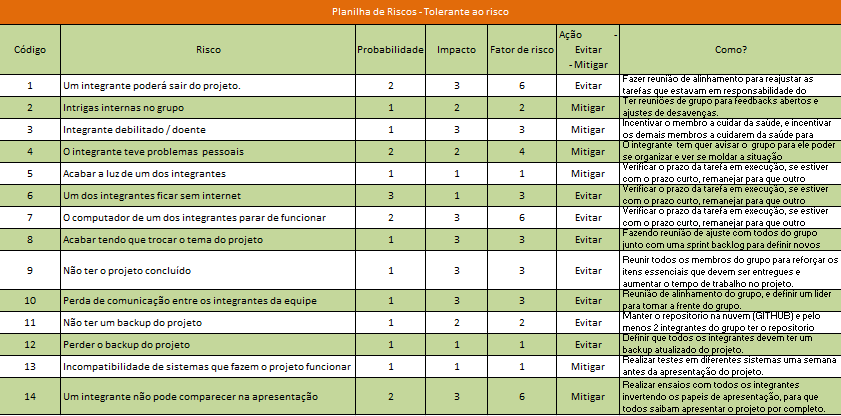 Planilha de Riscos - Tolerante ao risco
Código Risco Probabilidade Impacto Fator de risco Ação - Evitar - Mitigar Como?
1 Um integrante poderá sair do projeto. 2 3 6 Evitar Fazer reunião de alinhamento para reajustar as
tarefas que estavam em responsabilidade do
2 Intrigas internas no grupo 1 2 2 Mitigar Ter reuniões de grupo para feedbacks abertos e
ajustes de desavenças.
3 Integrante debilitado / doente 1 3 3 Mitigar Incentivar o membro a cuidar da saúde, e incentivar
os demais membros a cuidarem da saúde para
4 O integrante teve problemas pessoais 2 2 4 Mitigar O integrante tem quer avisar o grupo para ele poder
se organizar e ver se moldar a situação
5 Acabar a luz de um dos integrantes 1 1 1 Mitigar Verificar o prazo da tarefa em execução, se estiver
com o prazo curto, remanejar para que outro
6 Um dos integrantes ficar sem internet 3 1 3 Evitar Verificar o prazo da tarefa em execução, se estiver
com o prazo curto, remanejar para que outro
7 O computador de um dos integrantes parar de funcionar 2 3 6 Evitar Verificar o prazo da tarefa em execução, se estiver
com o prazo curto, remanejar para que outro
8 Acabar tendo que trocar o tema do projeto 1 3 3 Evitar Fazendo reunião de ajuste com todos do grupo
junto com uma sprint backlog para definir novos
9 Não ter o projeto concluído 1 3 3 Evitar Reunir todos os membros do grupo para reforçar os
itens essenciais que devem ser entregues e
aumentar o tempo de trabalho no projeto.
10 Perda de comunicação entre os integrantes da equipe 1 3 3 Evitar Reunião de alinhamento do grupo, e definir um líder
para tomar a frente do grupo.
11 Não ter um backup do projeto 1 2 2 Evitar Manter o repositorio na nuvem (GITHUB) e pelo
menos 2 integrantes do grupo ter o repositorio
12 Perder o backup do projeto 1 1 1 Evitar Definir que todos os integrantes devem ter um
backup atualizado do projeto.
13 Incompatibilidade de sistemas que fazem o projeto funcionar 1 1 1 Mitigar Realizar testes em diferentes sistemas uma semana
antes da apresentação do projeto.
14 Um integrante não pode comparecer na apresentação 2 3 6 Mitigar Realizar ensaios com todos os integrantes
invertendo os papeis de apresentação, para que
todos saibam apresentar o projeto por completo.